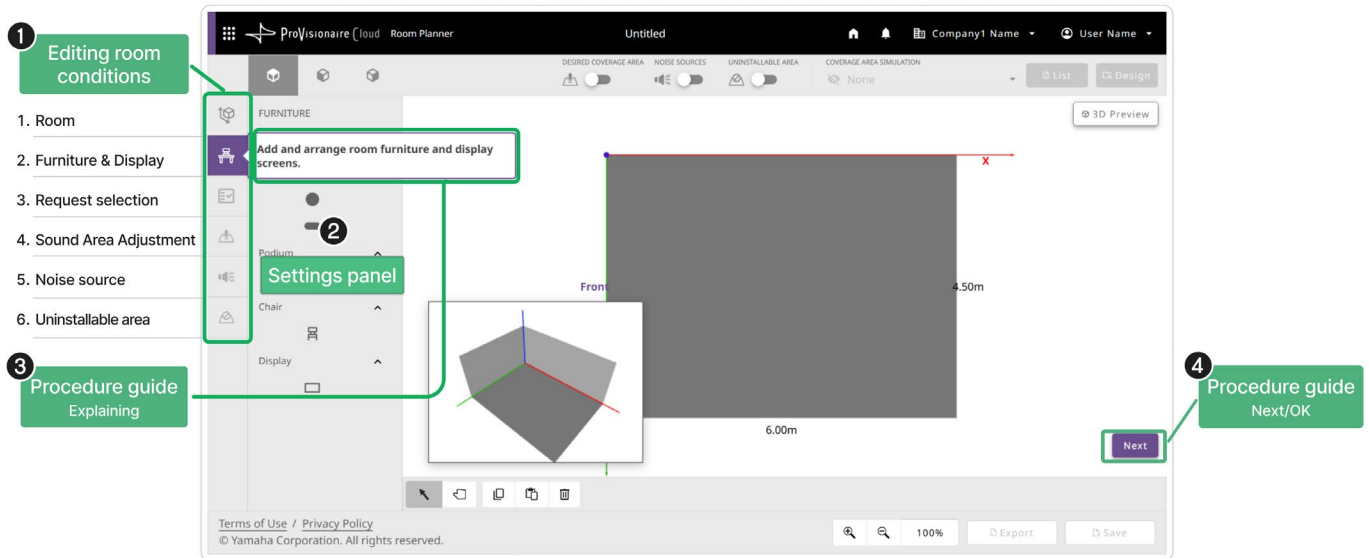 1
Editing room
conditions
1. Room
2. Furniture & Display
3. Request selection
4. Sound Area Adjustment
5. Noise source
6. Uninstallable area
3
Procedure guide
Explaining
ProVisionaire Cloud Room Planner
Untitled
Company1 Name
User Name
DESIRED COVERAGE AREA
NOISE SOURCES
UNINSTALLABLE AREA
COVERAGE AREA SIMULATION
None
List
Design
FURNITURE
Add and arrange room furniture and display
screens.
2
Podium
Settings panel
Chair
Display
3D Preview
X
Front
4.50m
6.00m
4
Procedure guide
Next/OK
Next
Terms of Use / Privacy Policy
© Yamaha Corporation. All rights reserved.
100%
Export
Save